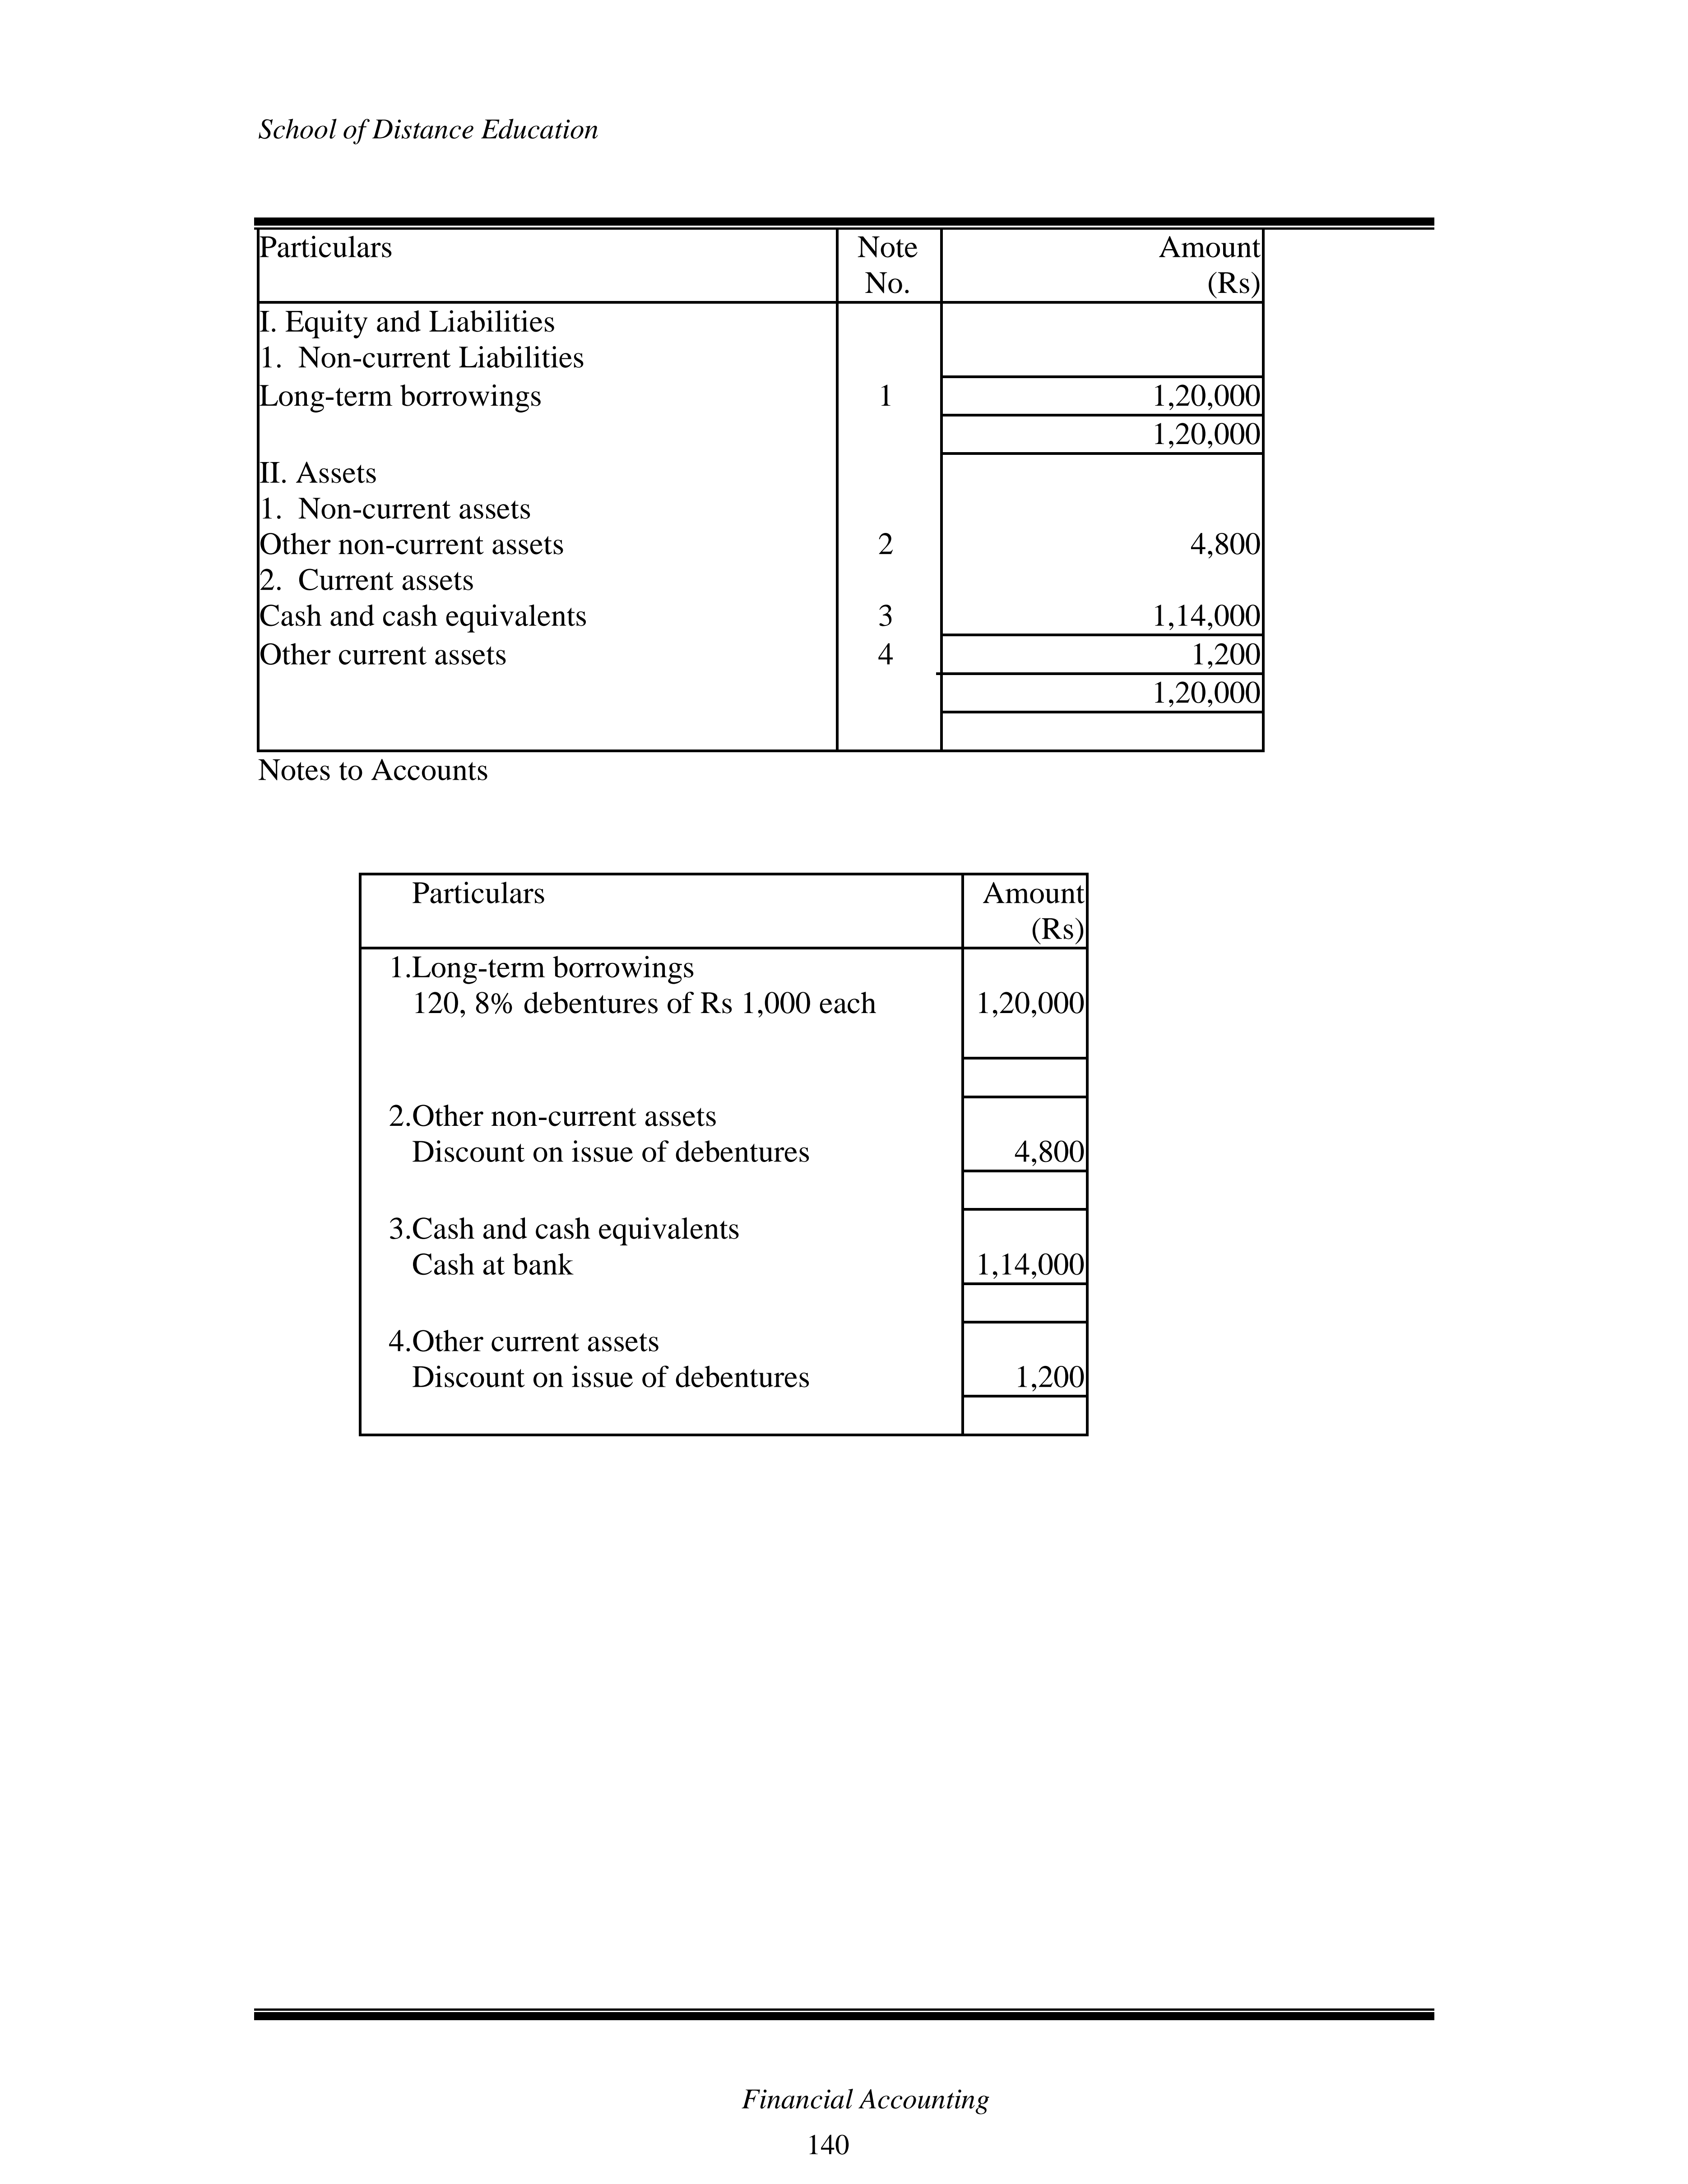 School of Distance Education
Particulars Note Amount
No. (Rs)
I. Equity and Liabilities
1. Non-current Liabilities
Long-term borrowings 1 1,20,000
1,20,000
II. Assets
1. Non-current assets
Other non-current assets 2 4,800
2. Current assets
Cash and cash equivalents 3 1,14,000
Other current assets 4 1,200
1,20,000
Notes to Accounts
Particulars Amount
(Rs)
1.Long-term borrowings
120, 8% debentures of Rs 1,000 each 1,20,000
2.Other non-current assets
Discount on issue of debentures 4,800
3.Cash and cash equivalents
Cash at bank 1,14,000
4.Other current assets
Discount on issue of debentures 1,200
Financial Accounting
140